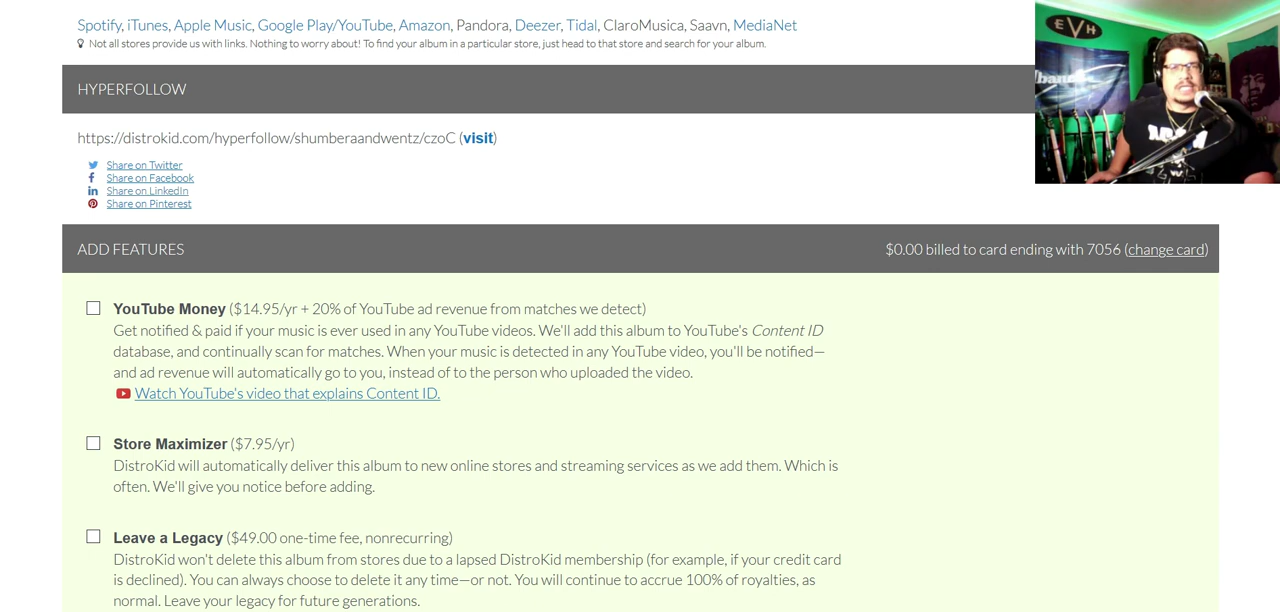 Spotify, iTunes, Apple Music, Google Play/YouTube, Amazon, Pandora, Deezer, Tidal, ClaroMusica, Saavn, MediaNet
Not all stores provide us with links. Nothing to worry about! To find your album in a particular store, just head to that store and search for your album.
HYPERFOLLOW
https://distrokid.com/hyperfollow/shumberaandwentz/czoC (visit)
Share on Twitter
Share on Facebook
Share on LinkedIn
Share on Pinterest
EVH
ADD FEATURES
$0.00 billed to card ending with 7056 (change card)
YouTube Money ($14.95/yr + 20% of YouTube ad revenue from matches we detect)
Get notified & paid if your music is ever used in any YouTube videos. We'll add this album to YouTube's Content ID
database, and continually scan for matches. When your music is detected in any YouTube video, you'll be notified—
and ad revenue will automatically go to you, instead of to the person who uploaded the video.
Watch YouTube's video that explains Content ID.
Store Maximizer ($7.95/yr)
DistroKid will automatically deliver this album to new online stores and streaming services as we add them. Which is
often. We'll give you notice before adding.
Leave a Legacy ($49.00 one-time fee, nonrecurring)
DistroKid won't delete this album from stores due to a lapsed DistroKid membership (for example, if your credit card
is declined). You can always choose to delete it any time—or not. You will continue to accrue 100% of royalties, as
normal. Leave your legacy for future generations.